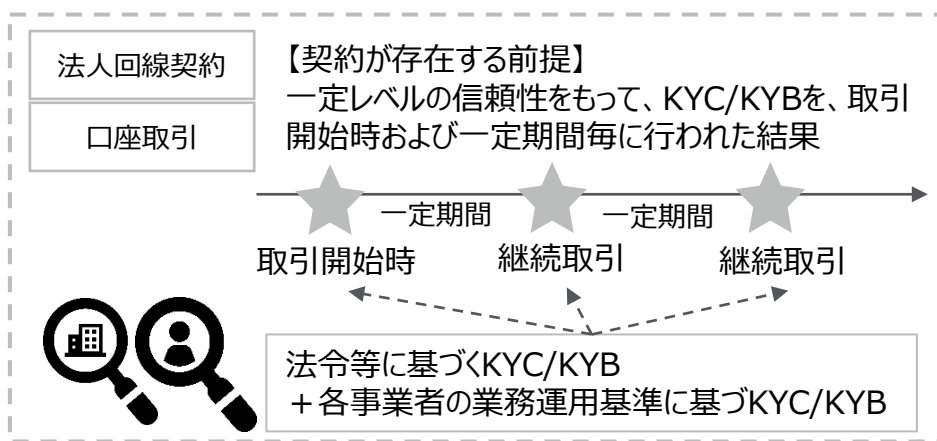 法人回線契約
口座取引
【契約が存在する前提】
一定レベルの信頼性をもって、KYC/KYBを、取引
開始時および一定期間毎に行われた結果
一定期間
一定期間
取引開始時
継続取引
継続取引
法令等に基づくKYC/KYB
＋各事業者の業務運用基準に基づKYC/KYB